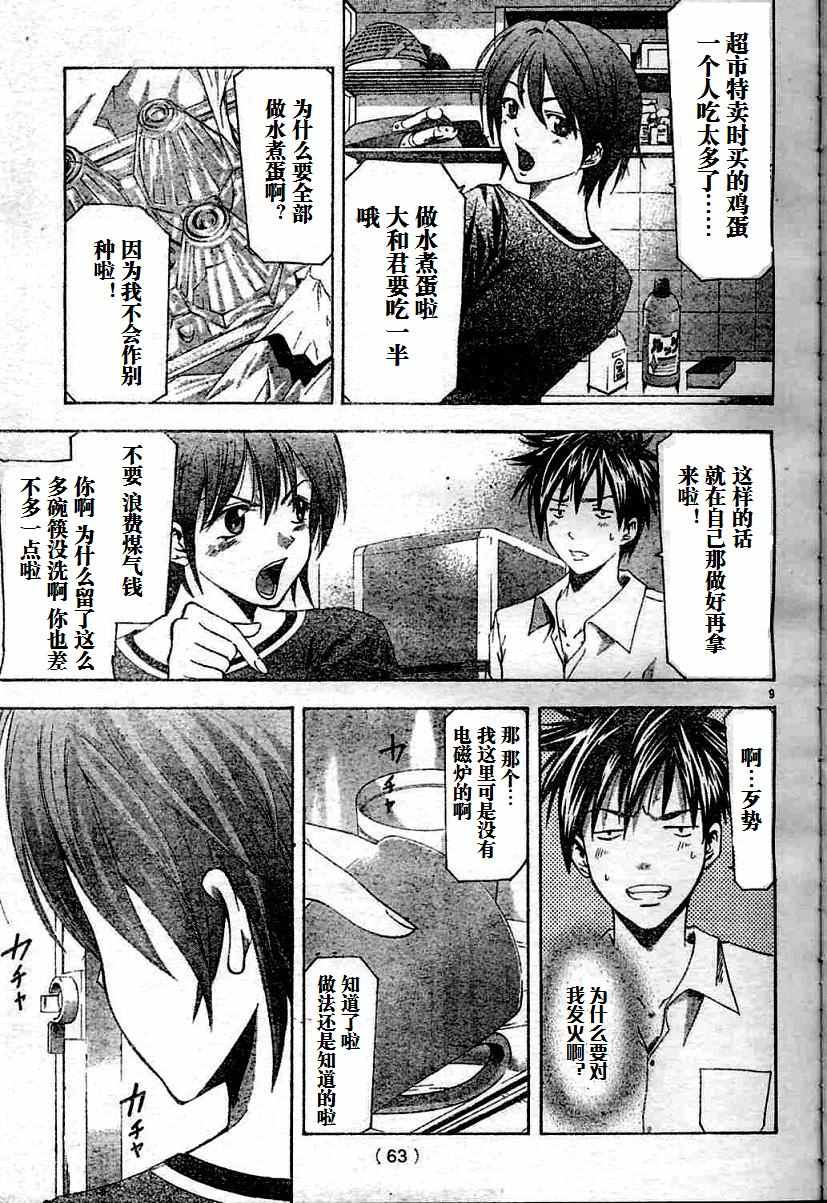 超市特卖时买的鸡蛋
一个人吃太多了……
做水煮蛋啦
大和君要吃一半
哦
为什么要全部
做水煮蛋啊?
因为我不会作别
种啦!
这样的话
就在自己那做好再拿
来啦!
不要 浪费煤气钱
你啊 为什么留了这么
多碗筷没洗啊 你也差
不多一点啦
9
啊…歹势
为什么要对
我发火啊?
那 那个…
我这里可是没有
电磁炉的啊
カチャ
知道了啦
做法还是知道的啦
カチャ
カチャ
(63)